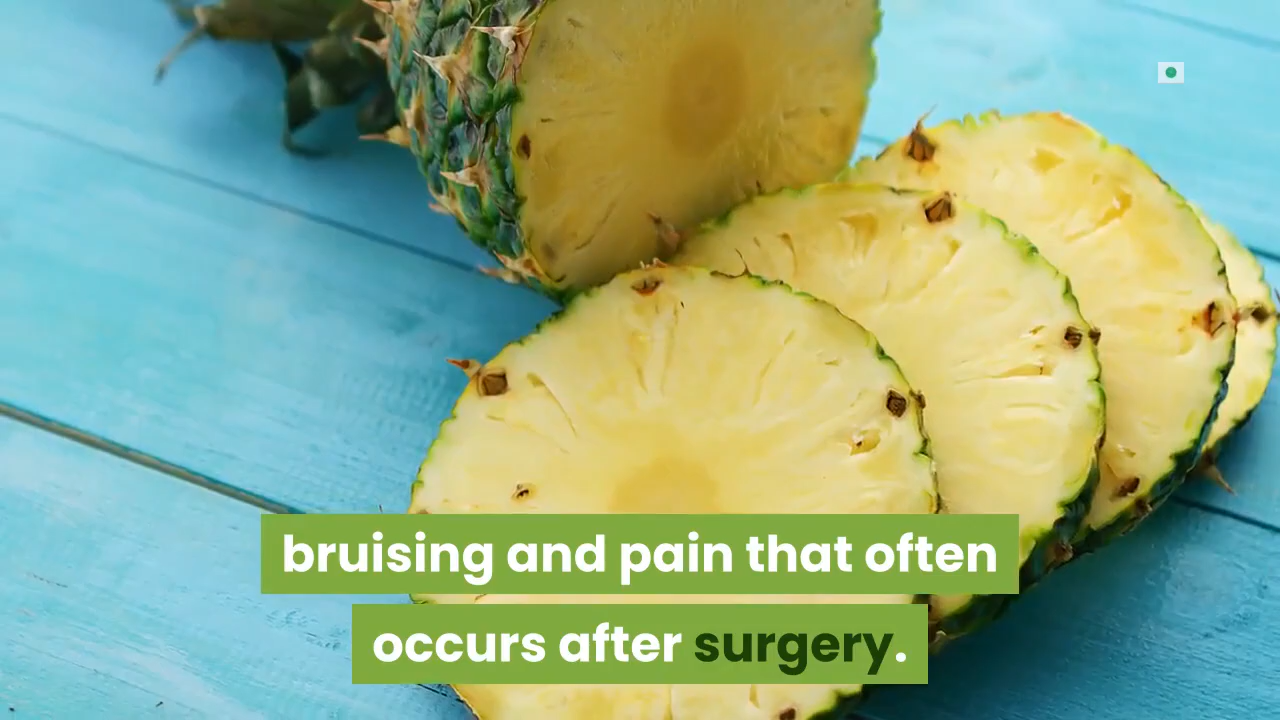 bruising and pain that often
occurs after surgery.